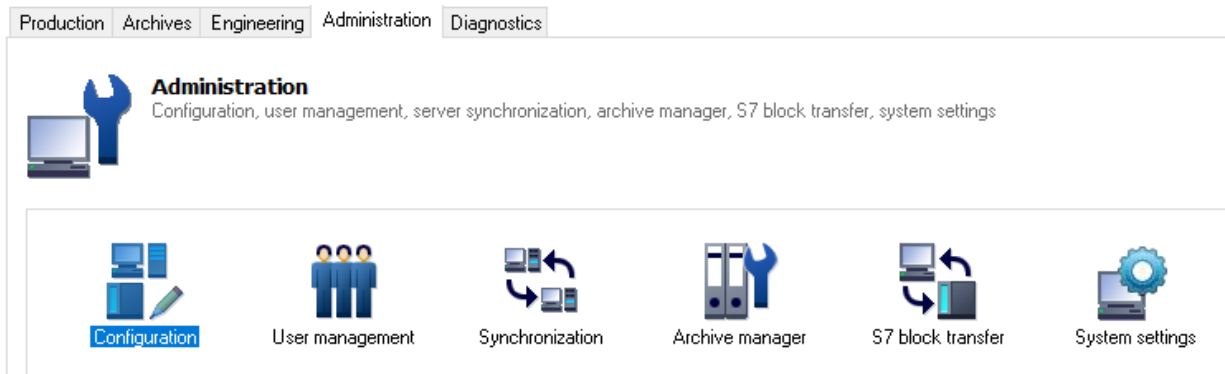 Production Archives Engineering Administration Diagnostics
Administration
Configuration, user management, server synchronization, archive manager, S7 block transfer, system settings
Configuration User management Synchronization Archive manager S7 block transfer System settings